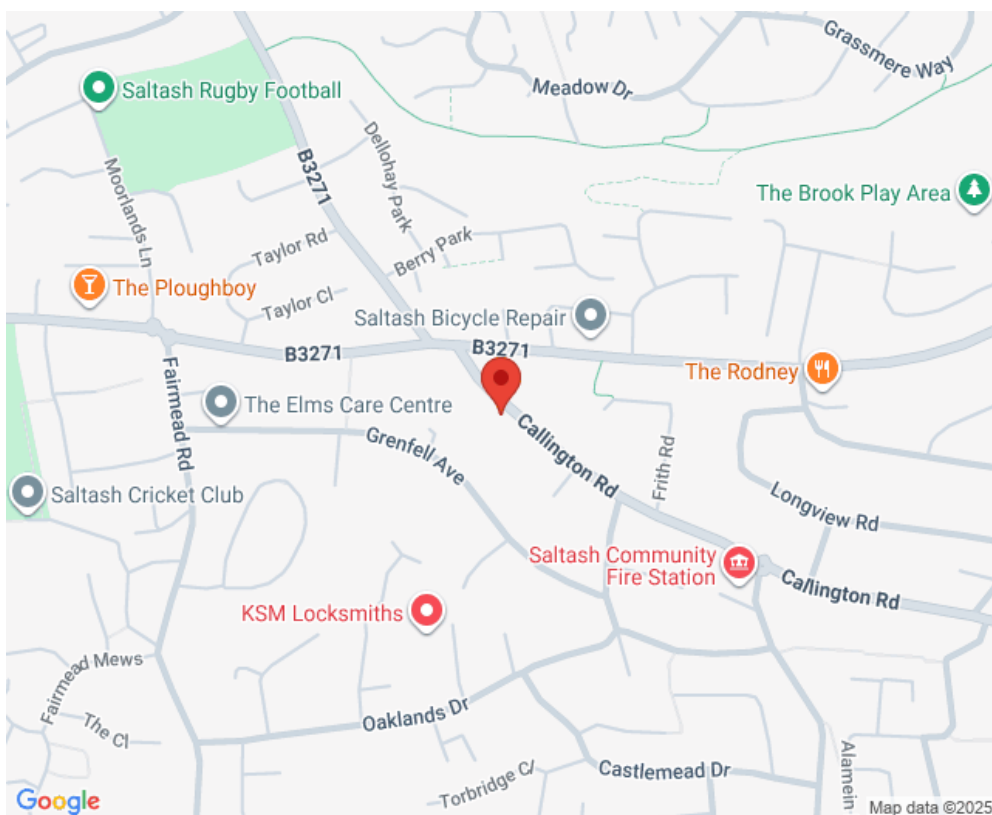 Grassmere Way
Meadow Dr
Saltash Rugby Football
Dellohay Park
B3271
Moorlands Ln
The Brook Play Area
Taylor Rd
Berry Park
The Ploughboy
Taylor Cl
Saltash Bicycle Repair
B3271
B3271
The Rodney
Fairmead Rd
The Elms Care Centre
Grenfell Ave
Callington Rd
Frith Rd
Saltash Cricket Club
Longview Rd
Saltash Community
Fire Station
Callington Rd
KSM Locksmiths
Fairmead Mews
Oaklands Dr
The Cl
Alamein
Castlemead Dr
Torbridge Cl
Google
Map data ©2025